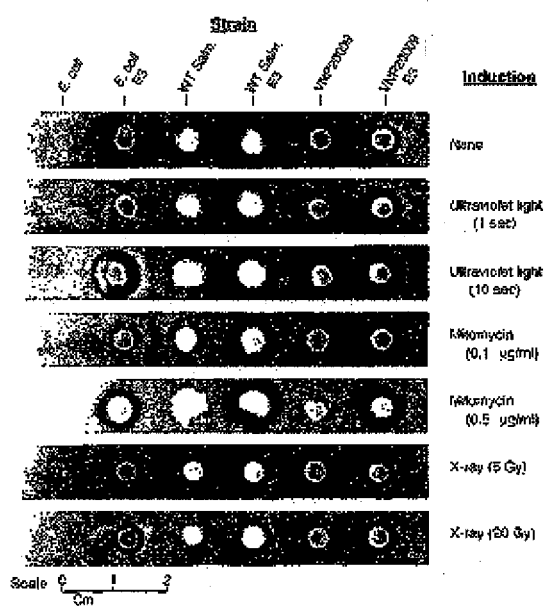 Strain
E. coli
E. coli E3
WT Salm.
WT Salm. E3
VNP20009
VNP20009 E3
Induction
None
Ultraviolet light
(1 sec)
Ultraviolet light
(10 sec)
Mitomycin
(0.1 µg/ml)
Mitomycin
(0.5 µg/ml)
X-ray (5 Gy)
X-ray (20 Gy)
Scale 0 1 2
Cm